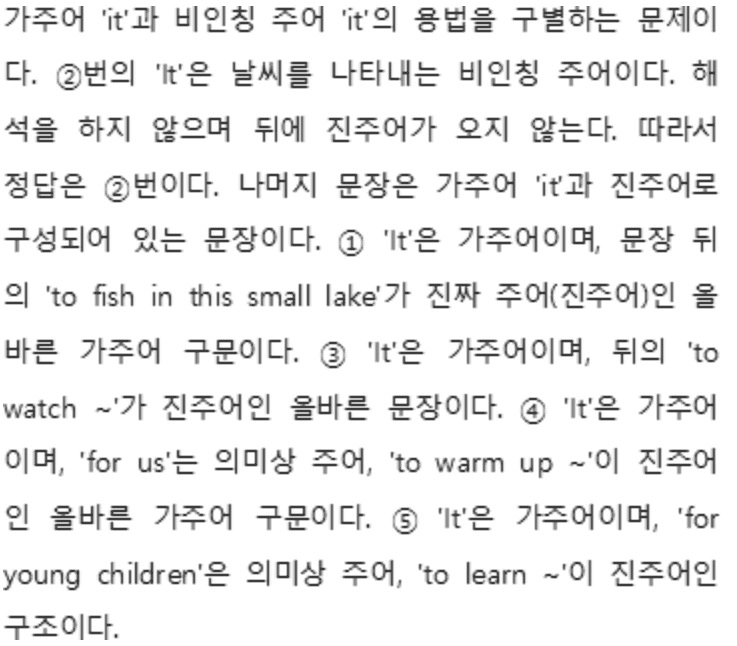 가주어 'it'과 비인칭 주어 'it'의 용법을 구별하는 문제이
다. ②번의 'It'은 날씨를 나타내는 비인칭 주어이다. 해
석을 하지 않으며 뒤에 진주어가 오지 않는다. 따라서
정답은 ②번이다. 나머지 문장은 가주어 'it'과 진주어로
구성되어 있는 문장이다. ① 'It'은 가주어이며, 문장 뒤
의 'to fish in this small lake'가 진짜 주어(진주어)인 올
바른 가주어 구문이다. ③ 'It'은 가주어이며, 뒤의 'to
watch ~'가 진주어인 올바른 문장이다. ④ 'It'은 가주어
이며, 'for us'는 의미상 주어, 'to warm up ~'이 진주어
인 올바른 가주어 구문이다. ⑤ 'It'은 가주어이며, 'for
young children'은 의미상 주어, 'to learn ~'이 진주어인
구조이다.